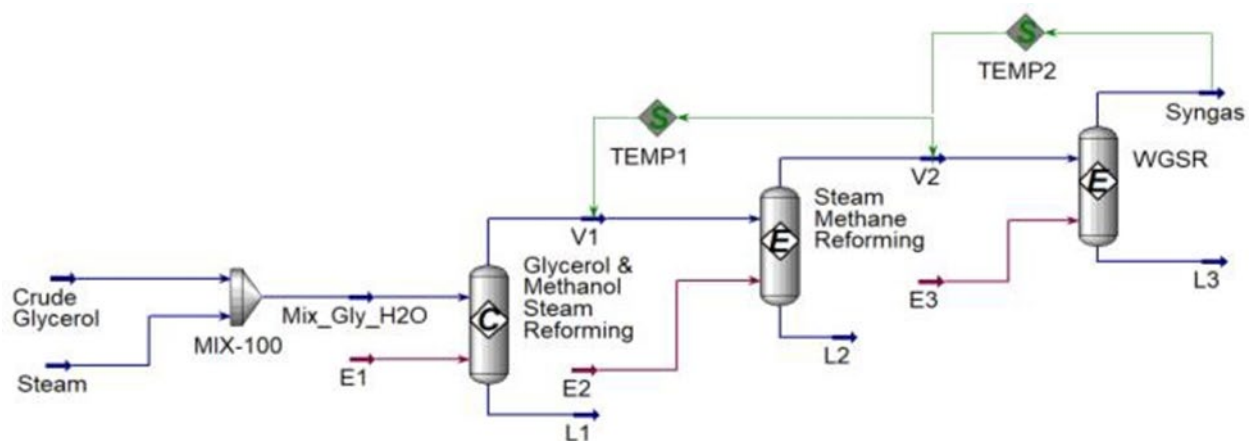 S
TEMP2
Syngas
S
TEMP1
E
WGSR
V2
Steam
Methane
Reforming
E
V1
Glycerol &
Methanol
Steam
Reforming
Crude
Glycerol
Mix_Gly_H2O
MIX-100
C
E3
L3
Steam
E1
E2
L2
L1